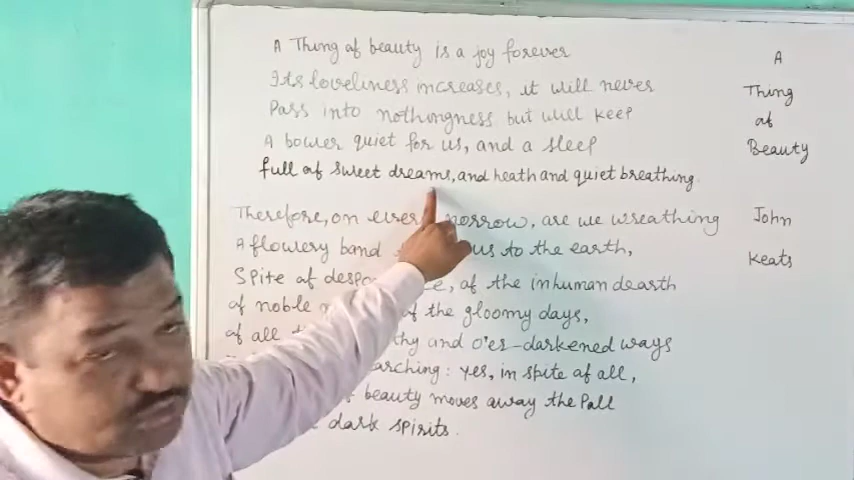 A Thing of beauty is a joy forever
Its loveliness increases, it will never
Pass into nothingness but will keep
A bower quiet for us, and a sleep
full of sweet dreams, and heath and quiet breathing.
Therefore, on every morrow, are we wreathing
A flowery band us to the earth,
Spite of of the inhuman dearth
of noble of the gloomy days,
of all and o'er-darkened ways
yes, in spite of all,
beauty moves away the Pall
dark spirits.
A
Thing
of
Beauty
John
Keats